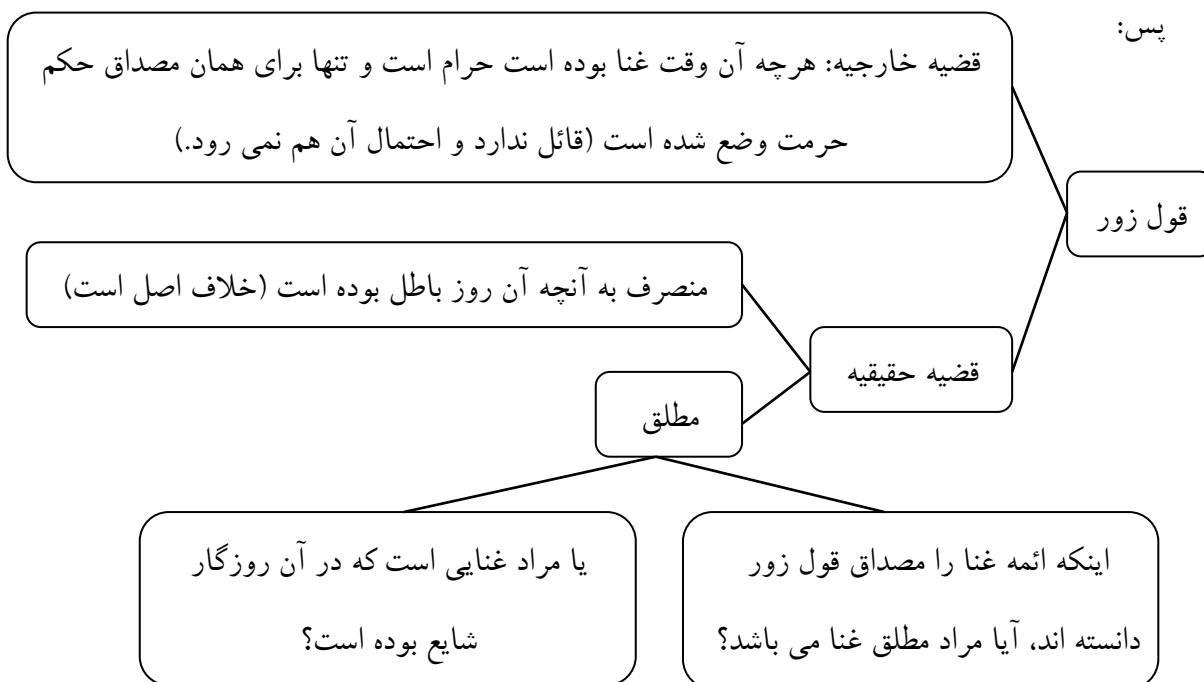 پس:
قضیه خارجیه: هرچه آن وقت غنا بوده است حرام است و تنها برای همان مصداق حکم
حرمت وضع شده است (قائل ندارد و احتمال آن هم نمی رود.)
قول زور
منصرف به آنچه آن روز باطل بوده است (خلاف اصل است)
قضیه حقیقیه
مطلق
اینکه ائمه غنا را مصداق قول زور
دانسته اند، آیا مراد مطلق غنا می باشد؟
یا مراد غنایی است که در آن روزگار
شایع بوده است؟